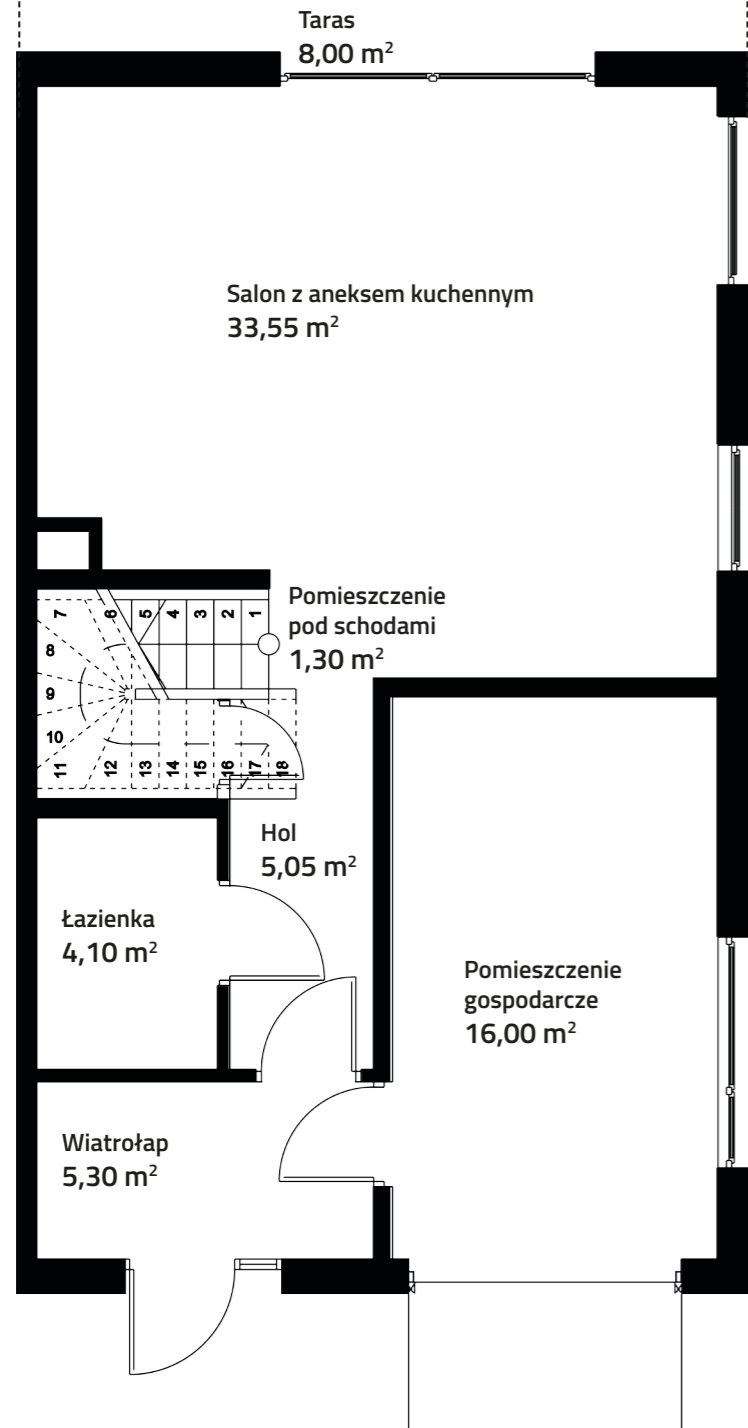 Taras
8,00 m²
Salon z aneksem kuchennym
33,55 m²
Pomieszczenie
pod schodami
1,30 m²
7 6 5 4 3 2 1
8
9
10
11 12 13 14 15 16 17 18
Hol
5,05 m²
Łazienka
4,10 m²
Pomieszczenie
gospodarcze
16,00 m²
Wiatrołap
5,30 m²